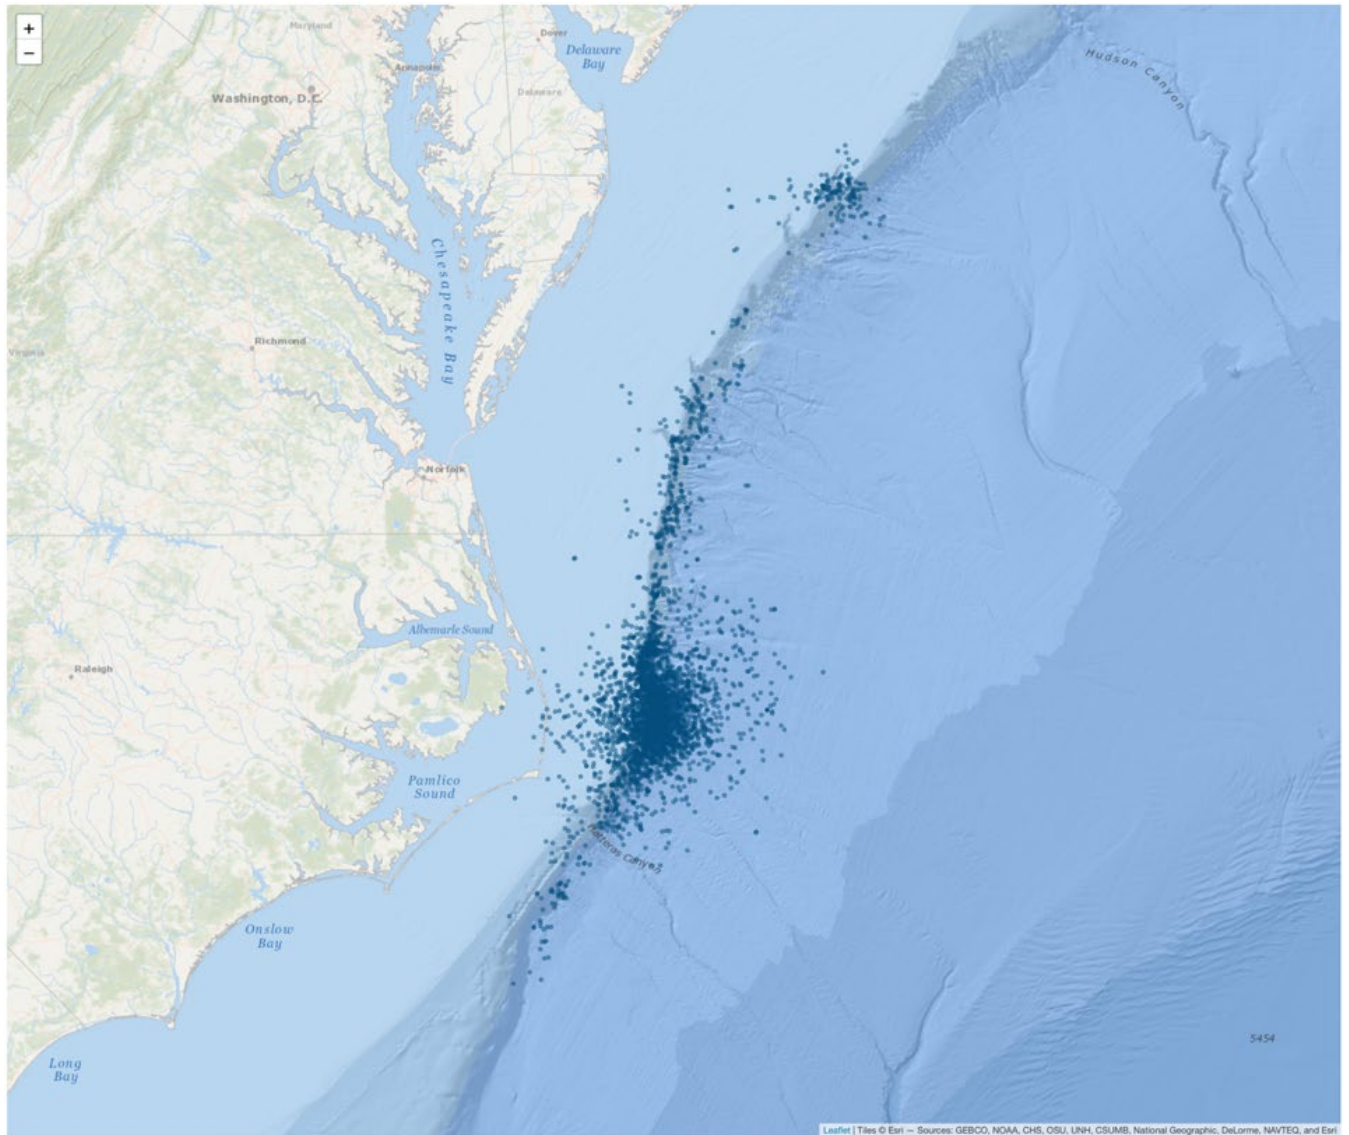 +
−
Maryland
Dover
Delaware
Bay
Hudson Canyon
Annapolis
Washington, D.C.
Delaware
Chesapeake Bay
Richmond
Virginia
Norfolk
Albemarle Sound
Raleigh
Pamlico
Sound
Hatteras Canyon
Onslow
Bay
5454
Long
Bay
Leaflet | Tiles © Esri — Sources: GEBCO, NOAA, CHS, OSU, UNH, CSUMB, National Geographic, DeLorme, NAVTEQ, and Esri